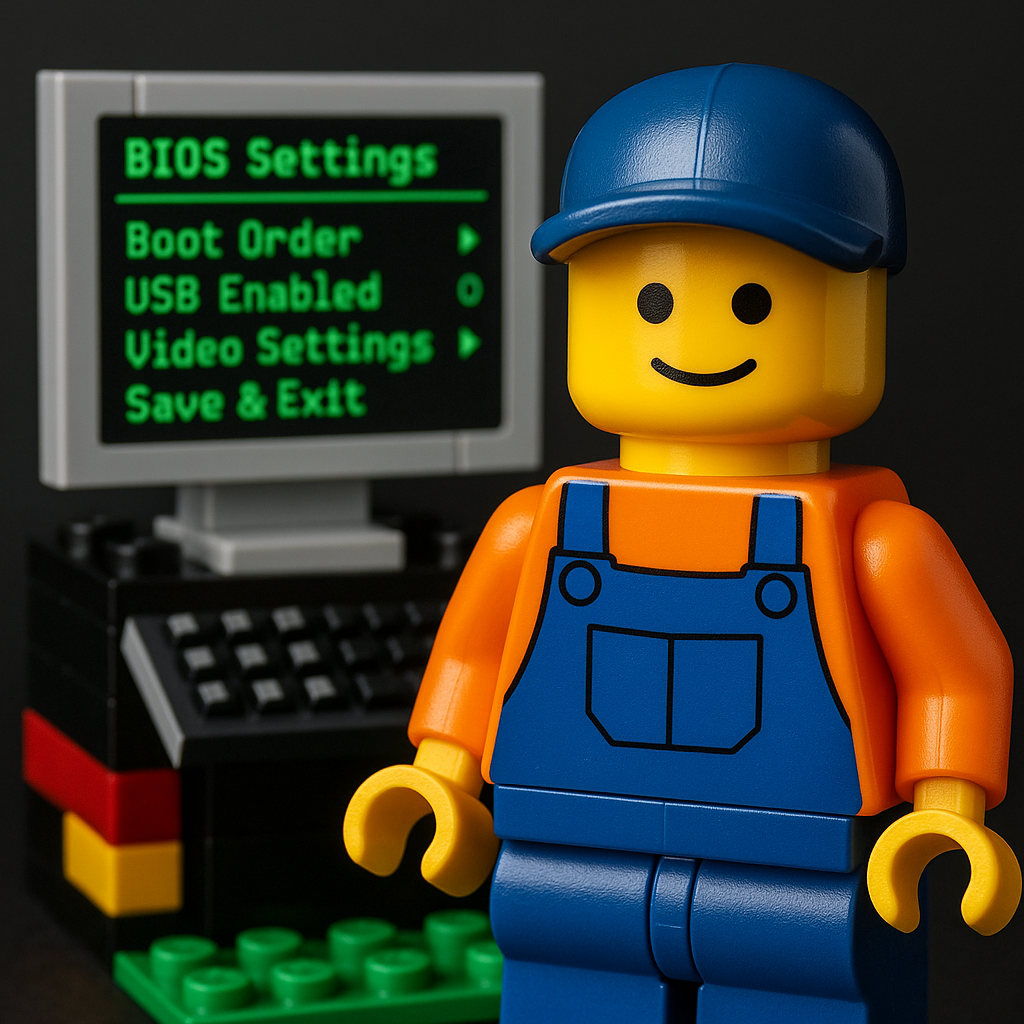 BIOS Settings
Boot Order ▶
USB Enabled O
Video Settings ▶
Save & Exit